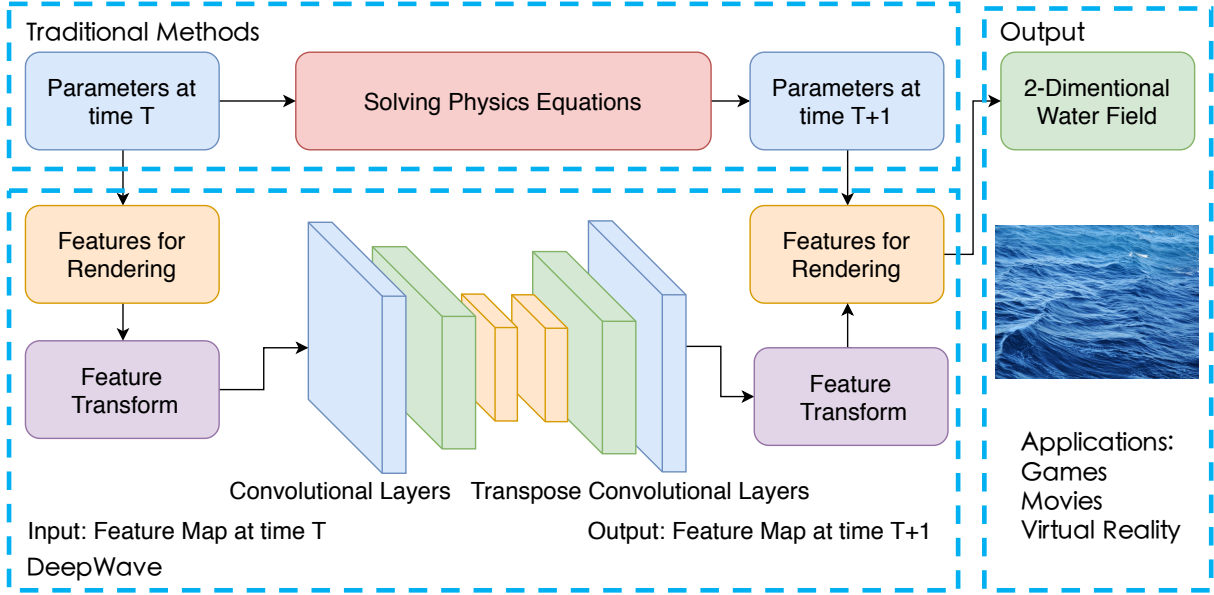 Traditional Methods
Parameters at
time T
Solving Physics Equations
Parameters at
time T+1
Output
2-Dimentional
Water Field
Features for
Rendering
Features for
Rendering
Feature
Transform
Feature
Transform
Convolutional Layers
Transpose Convolutional Layers
Input: Feature Map at time T
Output: Feature Map at time T+1
DeepWave
Applications:
Games
Movies
Virtual Reality